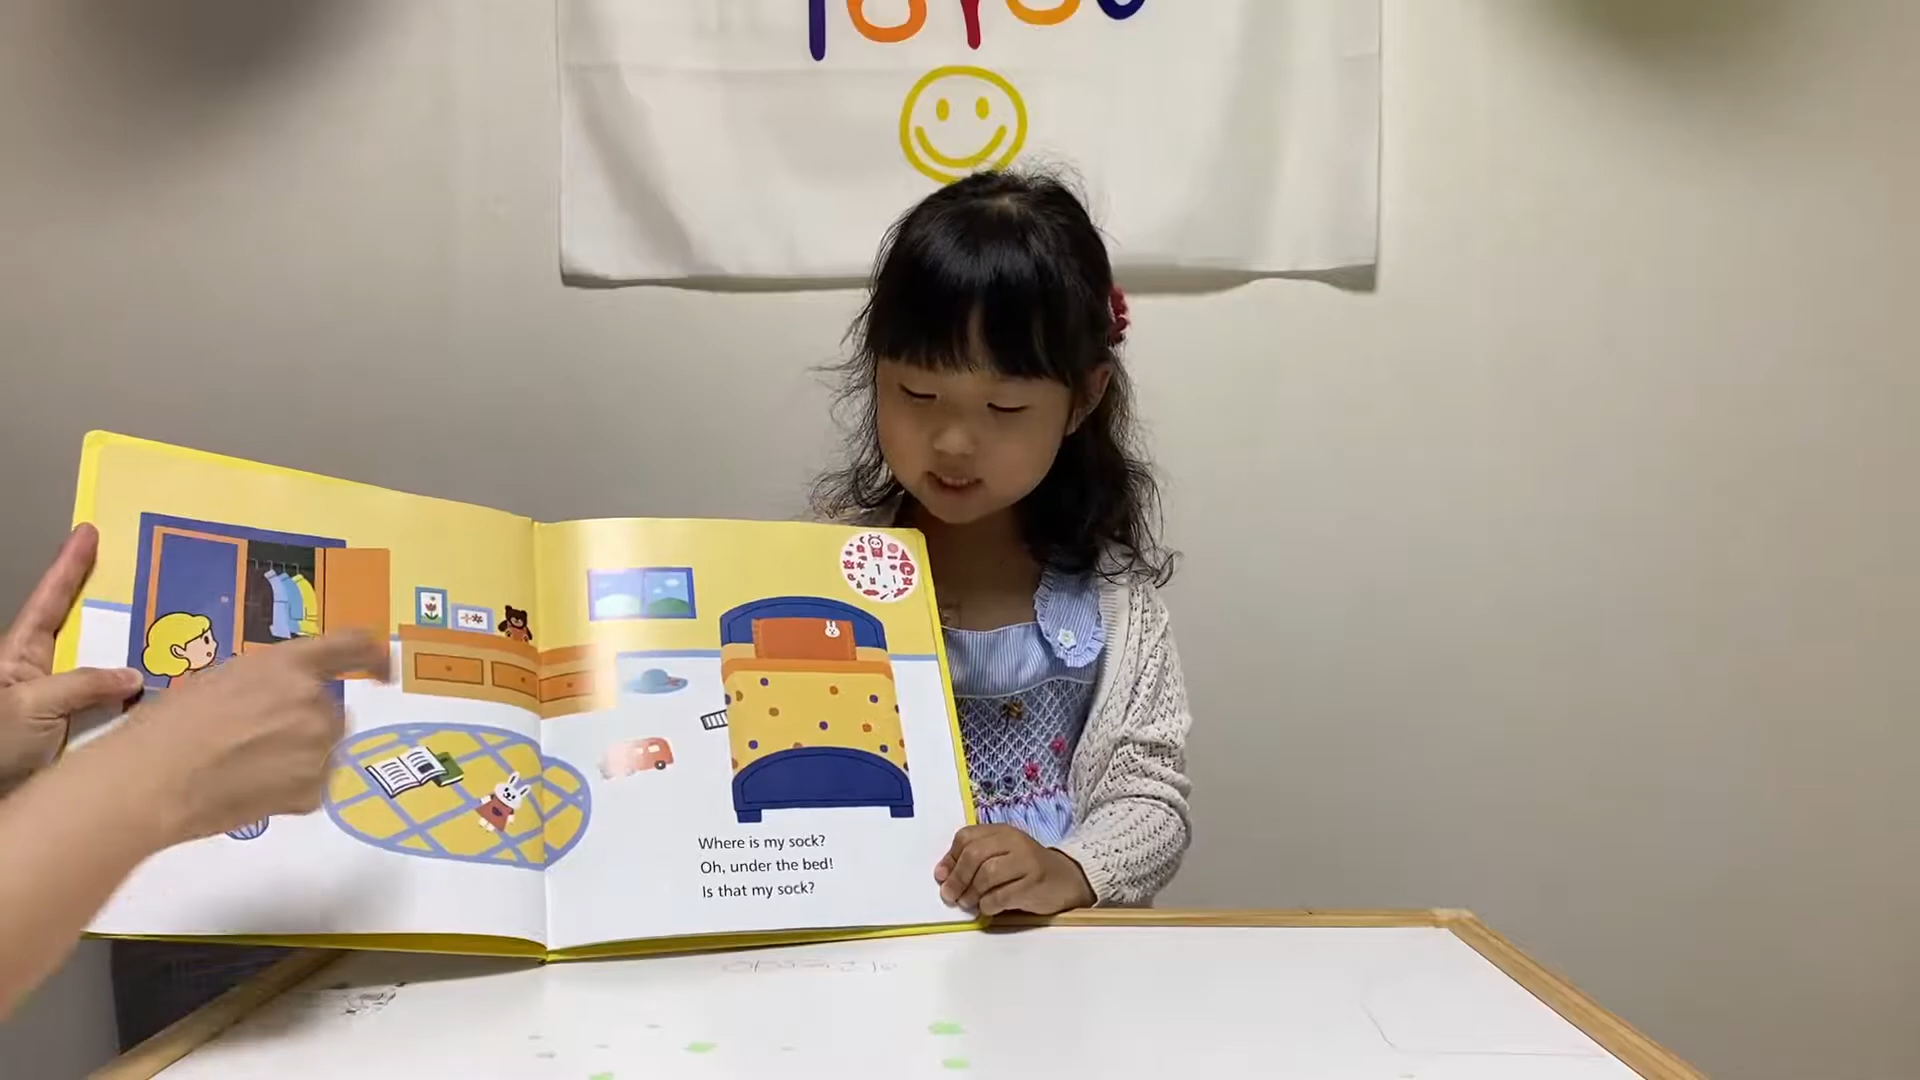 Where is my sock?
Oh, under the bed!
Is that my sock?